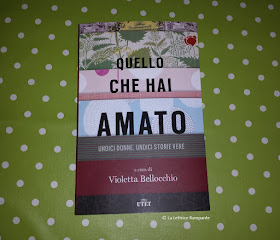 QUELLO
CHE HAI
AMATO
UNDICI DONNE. UNDICI STORIE VERE
a cura di
Violetta Bellocchio
UTET
© La Lettrice Rampante